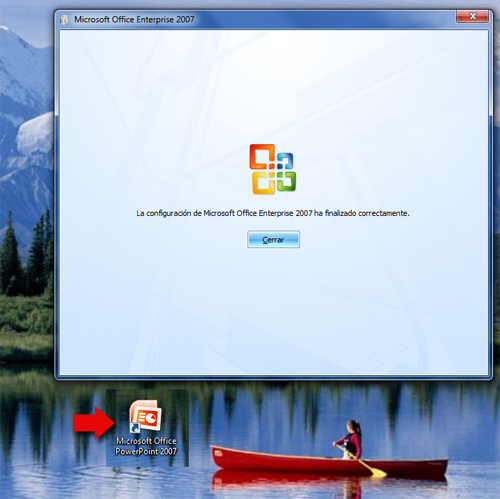 Microsoft Office Enterprise 2007
La configuración de Microsoft Office Enterprise 2007 ha finalizado correctamente.
Cerrar
Microsoft Office
PowerPoint 2007